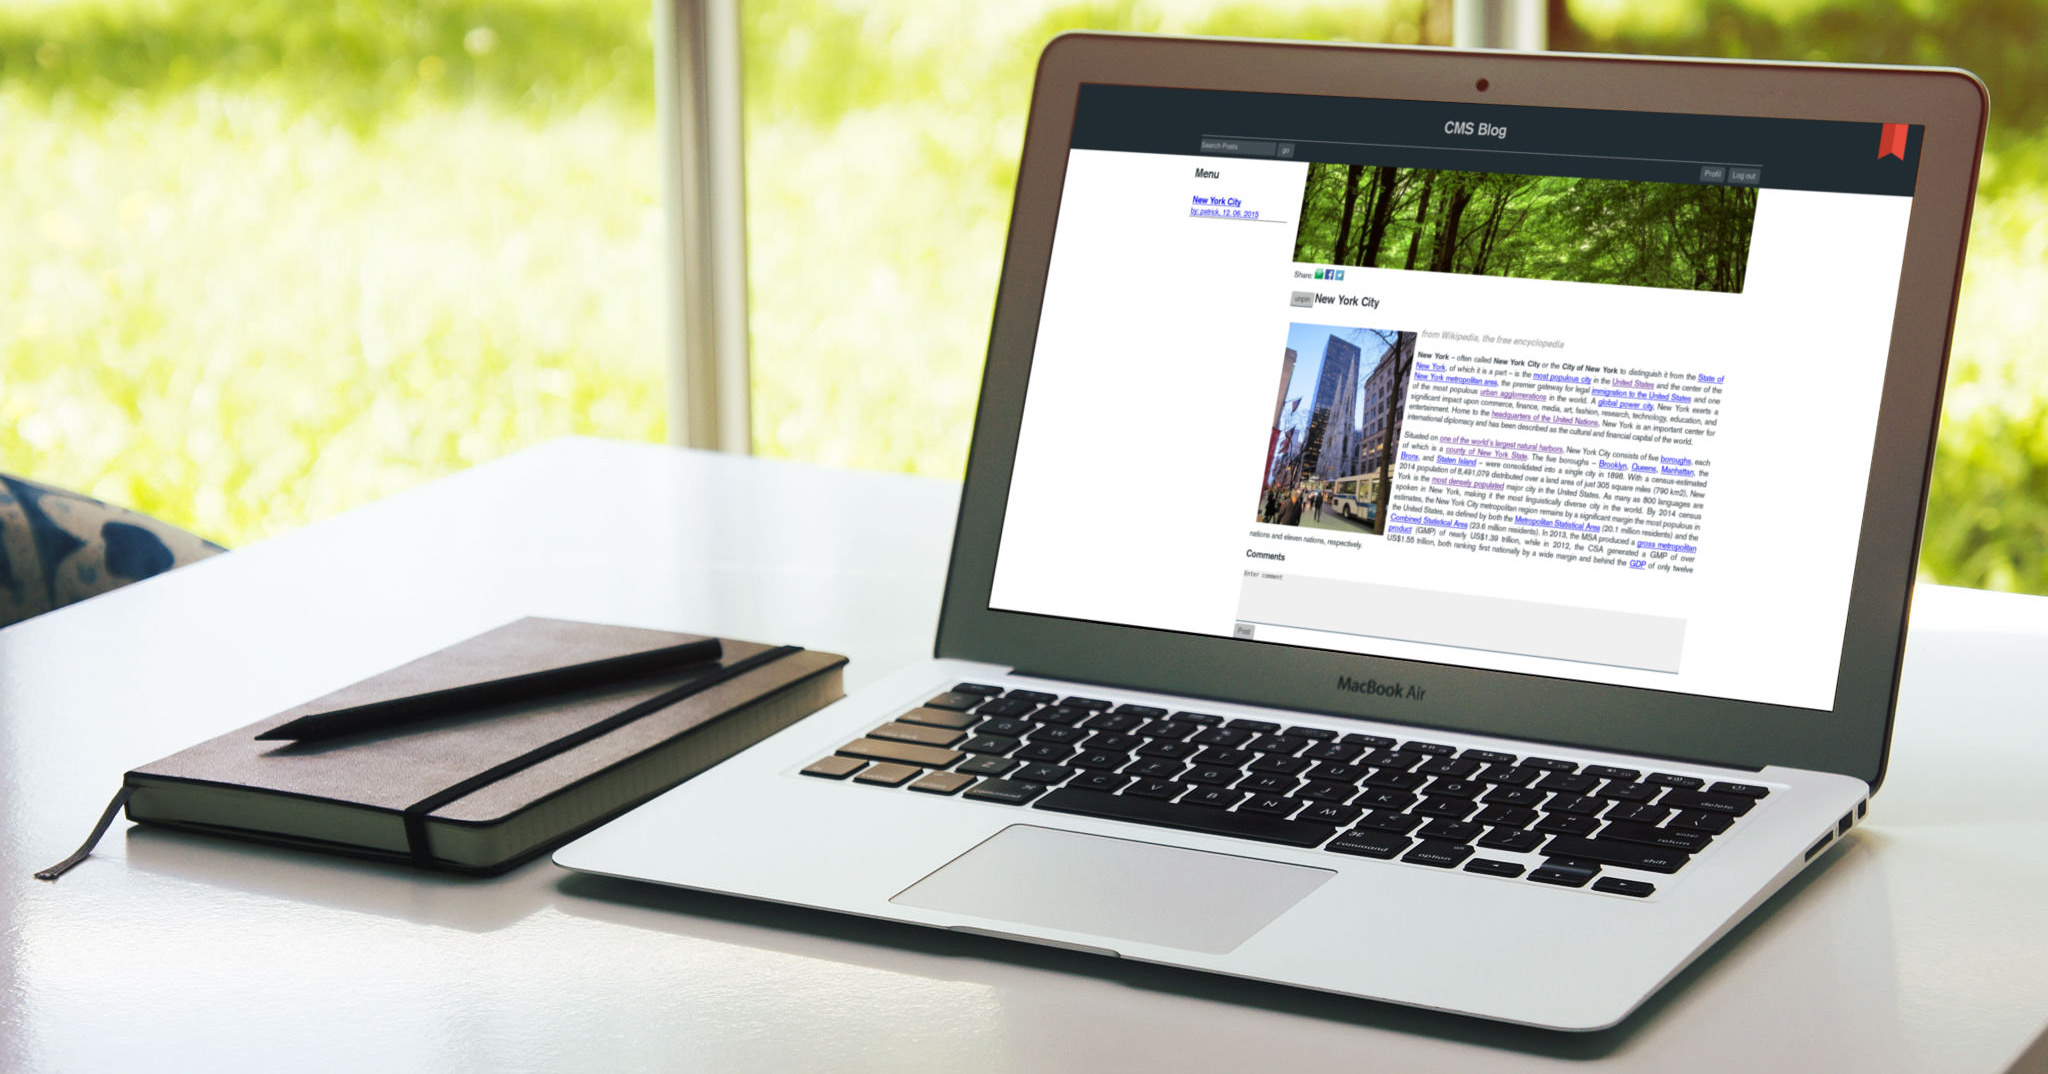 CMS Blog
Search Posts go
Profil Log out
Menu
New York City
by: patrick, 12. 06. 2015
Share:
unpin New York City
from Wikipedia, the free encyclopedia
New York – often called New York City or the City of New York to distinguish it from the State of
New York, of which it is a part – is the most populous city in the United States and the center of the
New York metropolitan area, the premier gateway for legal immigration to the United States and one
of the most populous urban agglomerations in the world. A global power city, New York exerts a
significant impact upon commerce, finance, media, art, fashion, research, technology, education, and
entertainment. Home to the headquarters of the United Nations, New York is an important center for
international diplomacy and has been described as the cultural and financial capital of the world.
Situated on one of the world's largest natural harbors, New York City consists of five boroughs, each
of which is a county of New York State. The five boroughs – Brooklyn, Queens, Manhattan, the
Bronx, and Staten Island – were consolidated into a single city in 1898. With a census-estimated
2014 population of 8,491,079 distributed over a land area of just 305 square miles (790 km2), New
York is the most densely populated major city in the United States. As many as 800 languages are
spoken in New York, making it the most linguistically diverse city in the world. By 2014 census
estimates, the New York City metropolitan region remains by a significant margin the most populous in
the United States, as defined by both the Metropolitan Statistical Area (20.1 million residents) and the
Combined Statistical Area (23.6 million residents). In 2013, the MSA produced a gross metropolitan
product (GMP) of nearly US$1.39 trillion, while in 2012, the CSA generated a GMP of over
US$1.55 trillion, both ranking first nationally by a wide margin and behind the GDP of only twelve
nations and eleven nations, respectively.
Comments
Enter comment
Post
MacBook Air
delete
Q W E R T Y U I O P
A S D F G H J K L
enter
return
Z X C V B N M
shift
command
command
option